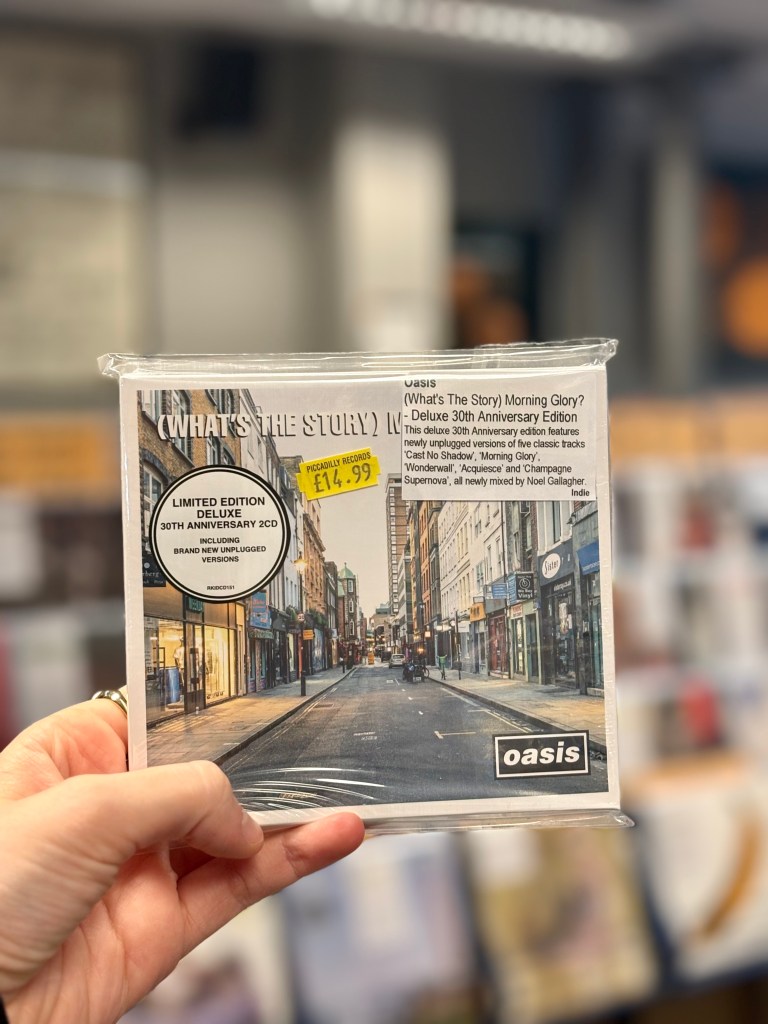 Oasis
(What's The Story) Morning Glory?
- Deluxe 30th Anniversary Edition
This deluxe 30th Anniversary edition features
newly unplugged versions of five classic tracks
'Cast No Shadow', 'Morning Glory',
'Wonderwall', 'Acquiesce' and 'Champagne
Supernova', all newly mixed by Noel Gallagher.
Indie
(WHAT'S THE STORY) M
PICCADILLY RECORDS
£14.99
LIMITED EDITION
DELUXE
30TH ANNIVERSARY 2CD
INCLUDING
BRAND NEW UNPLUGGED
VERSIONS
RKIDCD151
oasis